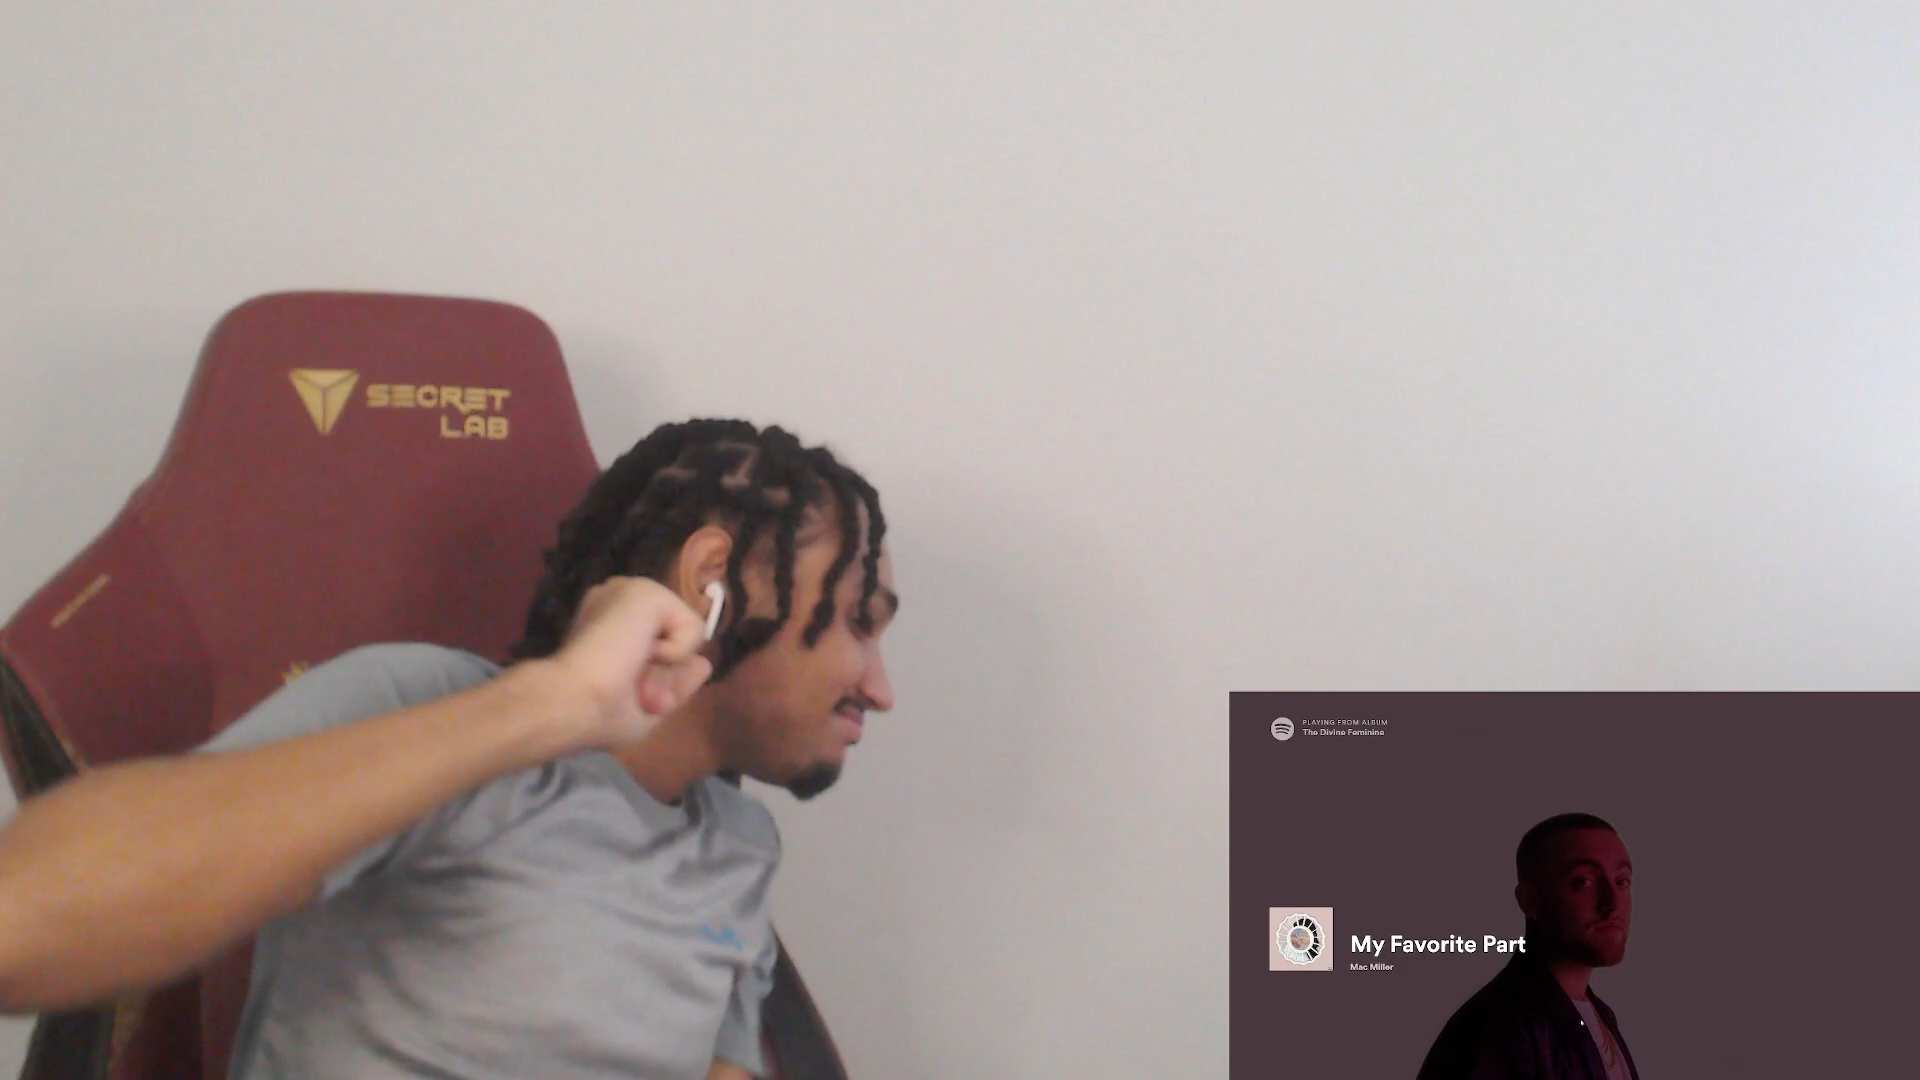 SECRET
LAB
PLAYING FROM ALBUM
The Divine Feminine
My Favorite Part
Mac Miller